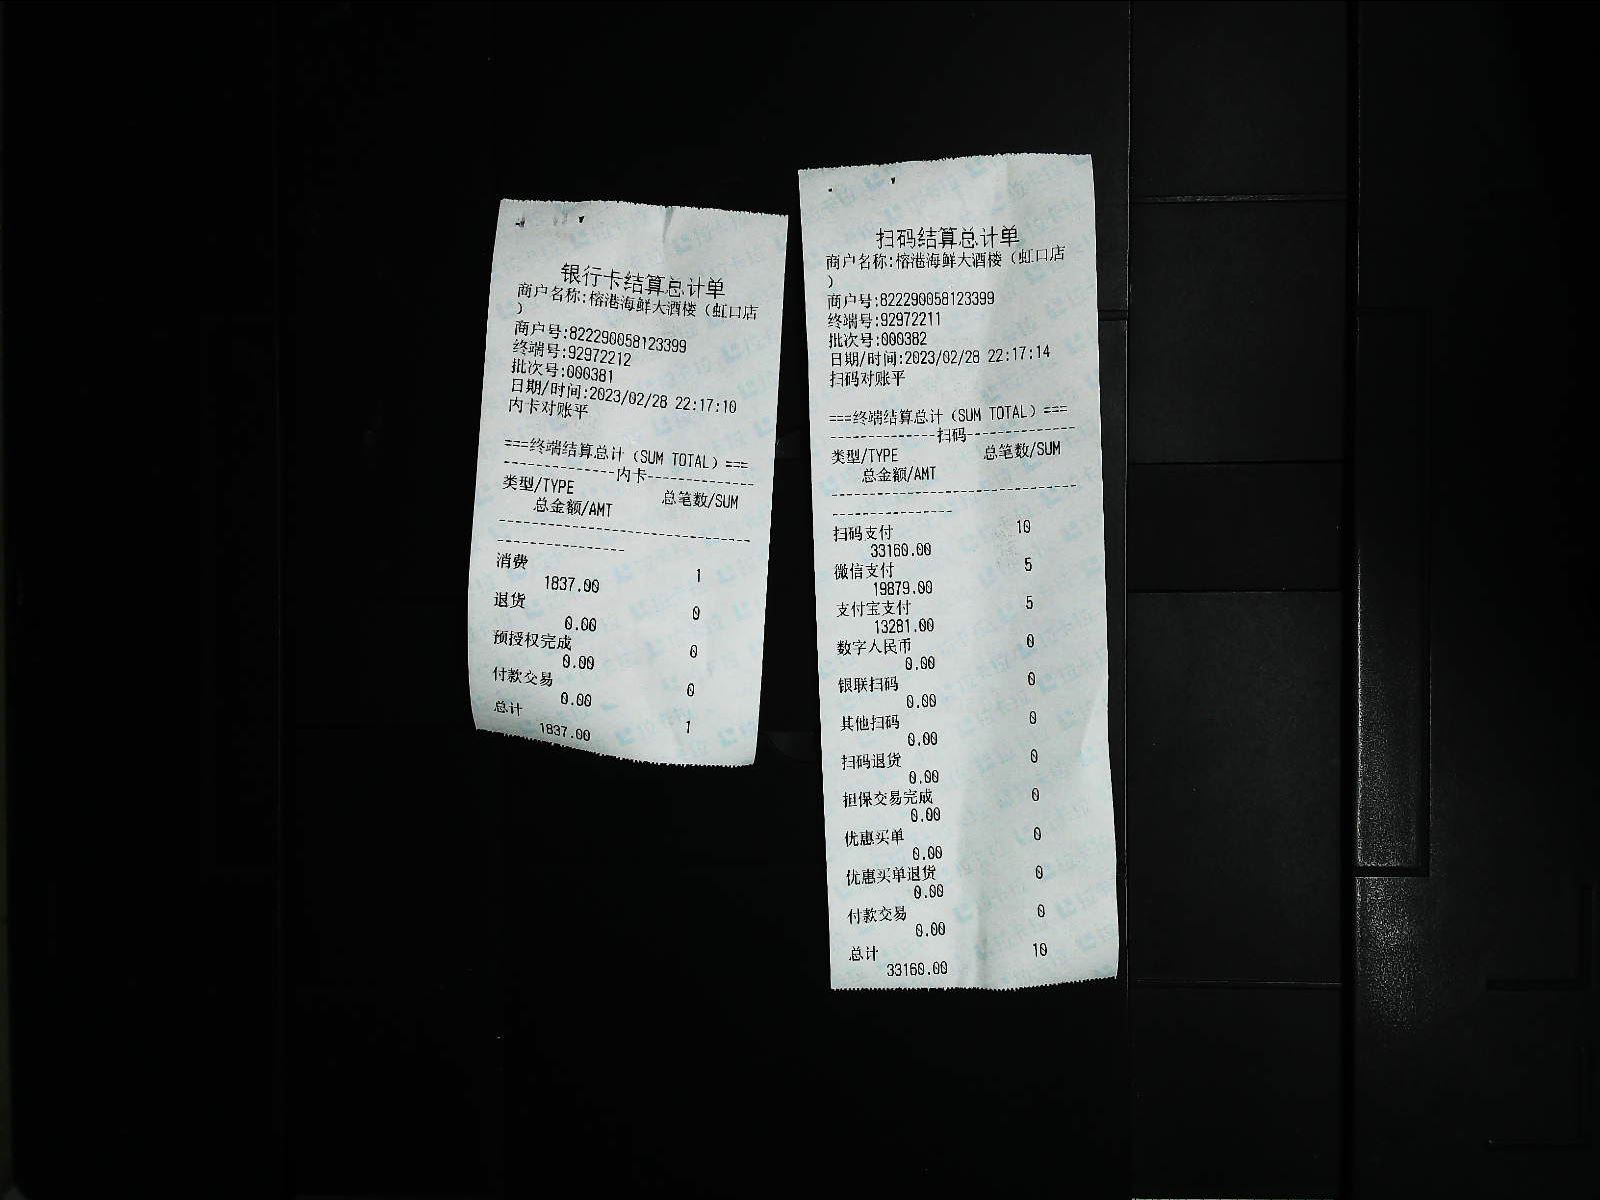 银行卡结算总计单
商户名称:榕港海鲜大酒楼（虹口店
）
商户号:822290058123399
终端号:92972212
批次号:000381
日期/时间:2023/02/28 22:17:10
内卡对账平
===终端结算总计（SUM TOTAL）===
---------------内卡---------------
类型/TYPE 总笔数/SUM
总金额/AMT
消费 1
1837.00
退货 0
0.00
预授权完成 0
0.00
付款交易 0
0.00
总计 1
1837.00
扫码结算总计单
商户名称:榕港海鲜大酒楼（虹口店
）
商户号:822290058123399
终端号:92972211
批次号:000382
日期/时间:2023/02/28 22:17:14
扫码对账平
===终端结算总计（SUM TOTAL）===
---------------扫码---------------
类型/TYPE 总笔数/SUM
总金额/AMT
扫码支付 10
33160.00
微信支付 5
19879.00
支付宝支付 5
13281.00
数字人民币 0
0.00
银联扫码 0
0.00
其他扫码 0
0.00
扫码退货 0
0.00
担保交易完成 0
0.00
优惠买单 0
0.00
优惠买单退货 0
0.00
付款交易 0
0.00
总计 10
33160.00